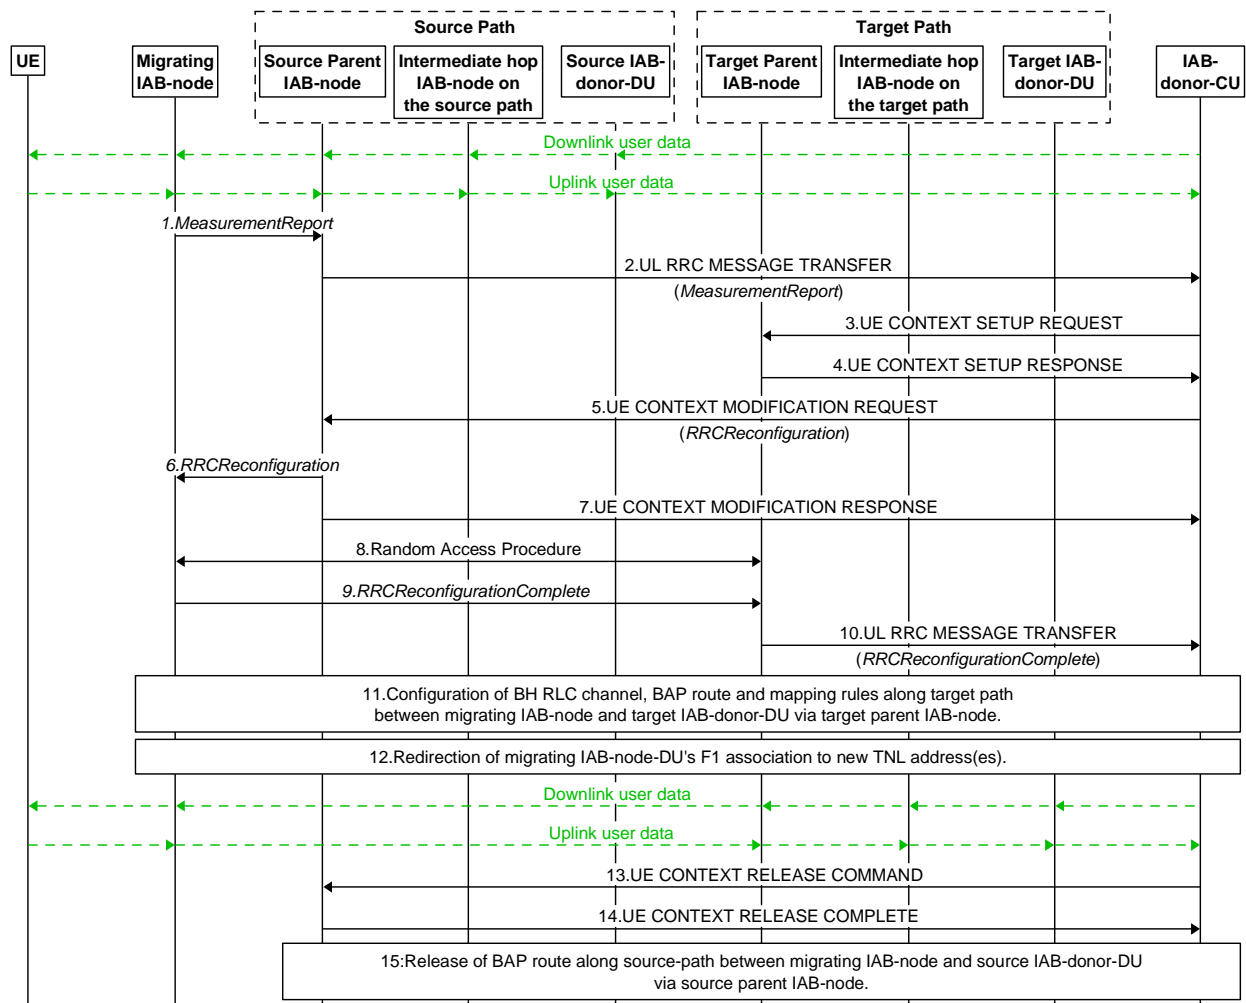 Source Path
Target Path
UE
Migrating
IAB-node
Source Parent
IAB-node
Intermediate hop
IAB-node on
the source path
Source IAB-
donor-DU
Target Parent
IAB-node
Intermediate hop
IAB-node on
the target path
Target IAB-
donor-DU
IAB-
donor-CU
Downlink user data
Uplink user data
1.MeasurementReport
2.UL RRC MESSAGE TRANSFER
(MeasurementReport)
3.UE CONTEXT SETUP REQUEST
4.UE CONTEXT SETUP RESPONSE
5.UE CONTEXT MODIFICATION REQUEST
(RRCReconfiguration)
6.RRCReconfiguration
7.UE CONTEXT MODIFICATION RESPONSE
8.Random Access Procedure
9.RRCReconfigurationComplete
10.UL RRC MESSAGE TRANSFER
(RRCReconfigurationComplete)
11.Configuration of BH RLC channel, BAP route and mapping rules along target path
between migrating IAB-node and target IAB-donor-DU via target parent IAB-node.
12.Redirection of migrating IAB-node-DU's F1 association to new TNL address(es).
Downlink user data
Uplink user data
13.UE CONTEXT RELEASE COMMAND
14.UE CONTEXT RELEASE COMPLETE
15:Release of BAP route along source-path between migrating IAB-node and source IAB-donor-DU
via source parent IAB-node.